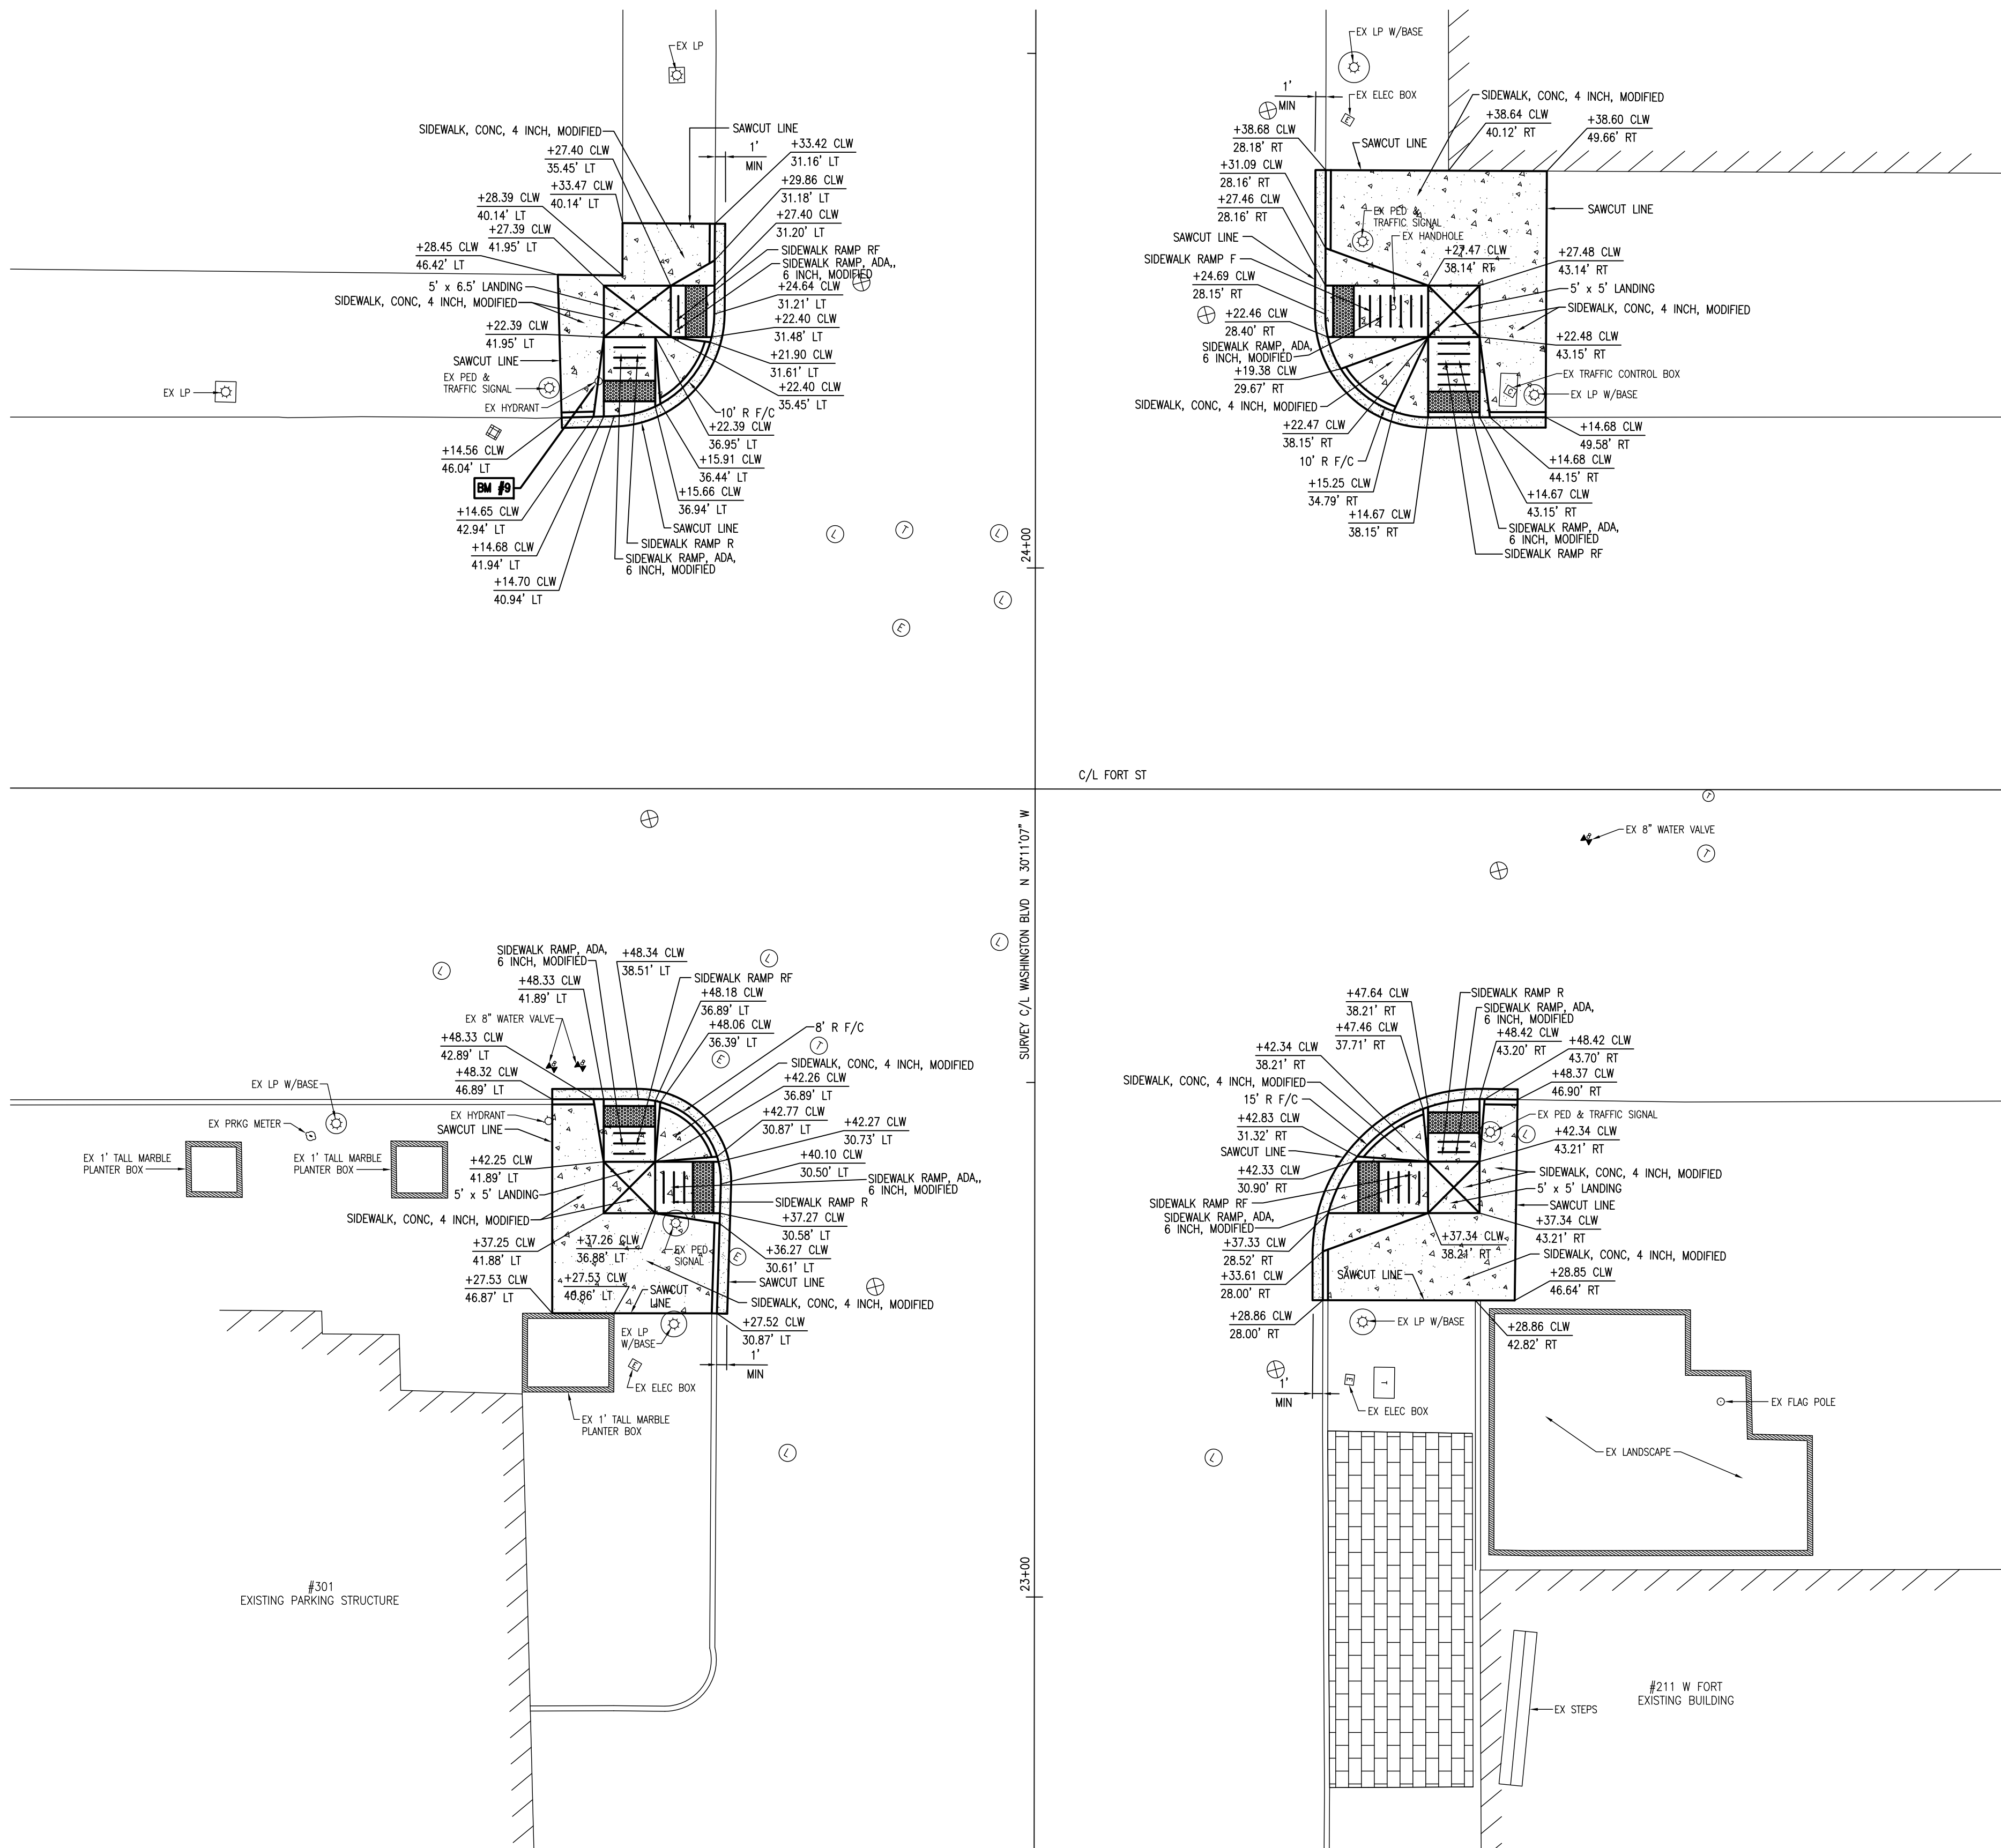 EX LP
SIDEWALK, CONC, 4 INCH, MODIFIED
SAWCUT LINE
+27.40 CLW
35.45' LT
1'
MIN
+33.42 CLW
31.16' LT
+33.47 CLW
40.14' LT
+29.86 CLW
31.18' LT
+28.39 CLW
40.14' LT
+27.40 CLW
31.20' LT
+27.39 CLW
41.95' LT
SIDEWALK RAMP RF
+28.45 CLW
46.42' LT
SIDEWALK RAMP, ADA,,
6 INCH, MODIFIED
5' x 6.5' LANDING
+24.64 CLW
31.21' LT
SIDEWALK, CONC, 4 INCH, MODIFIED
+22.39 CLW
41.95' LT
+22.40 CLW
31.48' LT
SAWCUT LINE
+21.90 CLW
31.61' LT
EX PED &
TRAFFIC SIGNAL
+22.40 CLW
35.45' LT
EX LP
EX HYDRANT
10' R F/C
+22.39 CLW
36.95' LT
+14.56 CLW
46.04' LT
+15.91 CLW
36.44' LT
BM #9
+15.66 CLW
36.94' LT
+14.65 CLW
42.94' LT
SAWCUT LINE
SIDEWALK RAMP R
+14.68 CLW
41.94' LT
SIDEWALK RAMP, ADA,
6 INCH, MODIFIED
+14.70 CLW
40.94' LT
L
T
L
L
E
24+00
EX LP W/BASE
1'
MIN
EX ELEC BOX
E
SIDEWALK, CONC, 4 INCH, MODIFIED
+38.64 CLW
40.12' RT
+38.60 CLW
49.66' RT
+38.68 CLW
28.18' RT
SAWCUT LINE
+31.09 CLW
28.16' RT
+27.46 CLW
28.16' RT
SAWCUT LINE
EX PED &
TRAFFIC SIGNAL
EX HANDHOLE
SAWCUT LINE
SIDEWALK RAMP F
+27.47 CLW
38.14' RT
+27.48 CLW
43.14' RT
+24.69 CLW
28.15' RT
5' x 5' LANDING
SIDEWALK, CONC, 4 INCH, MODIFIED
+22.46 CLW
28.40' RT
+22.48 CLW
43.15' RT
SIDEWALK RAMP, ADA,
6 INCH, MODIFIED
+19.38 CLW
29.67' RT
EX TRAFFIC CONTROL BOX
E
EX LP W/BASE
SIDEWALK, CONC, 4 INCH, MODIFIED
+22.47 CLW
38.15' RT
+14.68 CLW
49.58' RT
10' R F/C
+14.68 CLW
44.15' RT
+15.25 CLW
34.79' RT
+14.67 CLW
43.15' RT
+14.67 CLW
38.15' RT
SIDEWALK RAMP, ADA,
6 INCH, MODIFIED
SIDEWALK RAMP RF
C/L FORT ST
SURVEY C/L WASHINGTON BLVD N 30°11'07" W
T
EX 8" WATER VALVE
T
SIDEWALK RAMP, ADA,
6 INCH, MODIFIED
+48.34 CLW
38.51' LT
L
L
L
+48.33 CLW
41.89' LT
SIDEWALK RAMP RF
+48.18 CLW
36.89' LT
EX 8" WATER VALVE
+48.06 CLW
36.39' LT
8' R F/C
+48.33 CLW
42.89' LT
E
T
SIDEWALK, CONC, 4 INCH, MODIFIED
+48.32 CLW
46.89' LT
+42.26 CLW
36.89' LT
EX LP W/BASE
EX PRKG METER
EX HYDRANT
SAWCUT LINE
+42.77 CLW
30.87' LT
+42.27 CLW
30.73' LT
EX 1' TALL MARBLE
PLANTER BOX
EX 1' TALL MARBLE
PLANTER BOX
+42.25 CLW
41.89' LT
+40.10 CLW
30.50' LT
SIDEWALK RAMP, ADA,,
6 INCH, MODIFIED
5' x 5' LANDING
SIDEWALK RAMP R
SIDEWALK, CONC, 4 INCH, MODIFIED
+37.27 CLW
30.58' LT
+37.25 CLW
41.88' LT
+37.26 CLW
36.88' LT
EX PED
SIGNAL
E
+36.27 CLW
30.61' LT
+27.53 CLW
46.87' LT
+27.53 CLW
40.86' LT
SAWCUT
LINE
SAWCUT LINE
SIDEWALK, CONC, 4 INCH, MODIFIED
+27.52 CLW
30.87' LT
EX LP
W/BASE
1'
MIN
E
EX ELEC BOX
EX 1' TALL MARBLE
PLANTER BOX
L
#301
EXISTING PARKING STRUCTURE
23+00
+47.64 CLW
38.21' RT
SIDEWALK RAMP R
SIDEWALK RAMP, ADA,
6 INCH, MODIFIED
+47.46 CLW
37.71' RT
+48.42 CLW
43.20' RT
+48.42 CLW
43.70' RT
+42.34 CLW
38.21' RT
+48.37 CLW
46.90' RT
SIDEWALK, CONC, 4 INCH, MODIFIED
15' R F/C
EX PED & TRAFFIC SIGNAL
L
+42.83 CLW
31.32' RT
+42.34 CLW
43.21' RT
SAWCUT LINE
+42.33 CLW
30.90' RT
SIDEWALK, CONC, 4 INCH, MODIFIED
5' x 5' LANDING
SIDEWALK RAMP RF
SAWCUT LINE
SIDEWALK RAMP, ADA,
6 INCH, MODIFIED
+37.34 CLW
43.21' RT
+37.33 CLW
28.52' RT
+37.34 CLW
38.21' RT
SIDEWALK, CONC, 4 INCH, MODIFIED
+33.61 CLW
28.00' RT
SAWCUT LINE
+28.85 CLW
46.64' RT
+28.86 CLW
28.00' RT
EX LP W/BASE
+28.86 CLW
42.82' RT
1'
MIN
E
T
EX ELEC BOX
EX FLAG POLE
EX LANDSCAPE
L
#211 W FORT
EXISTING BUILDING
EX STEPS